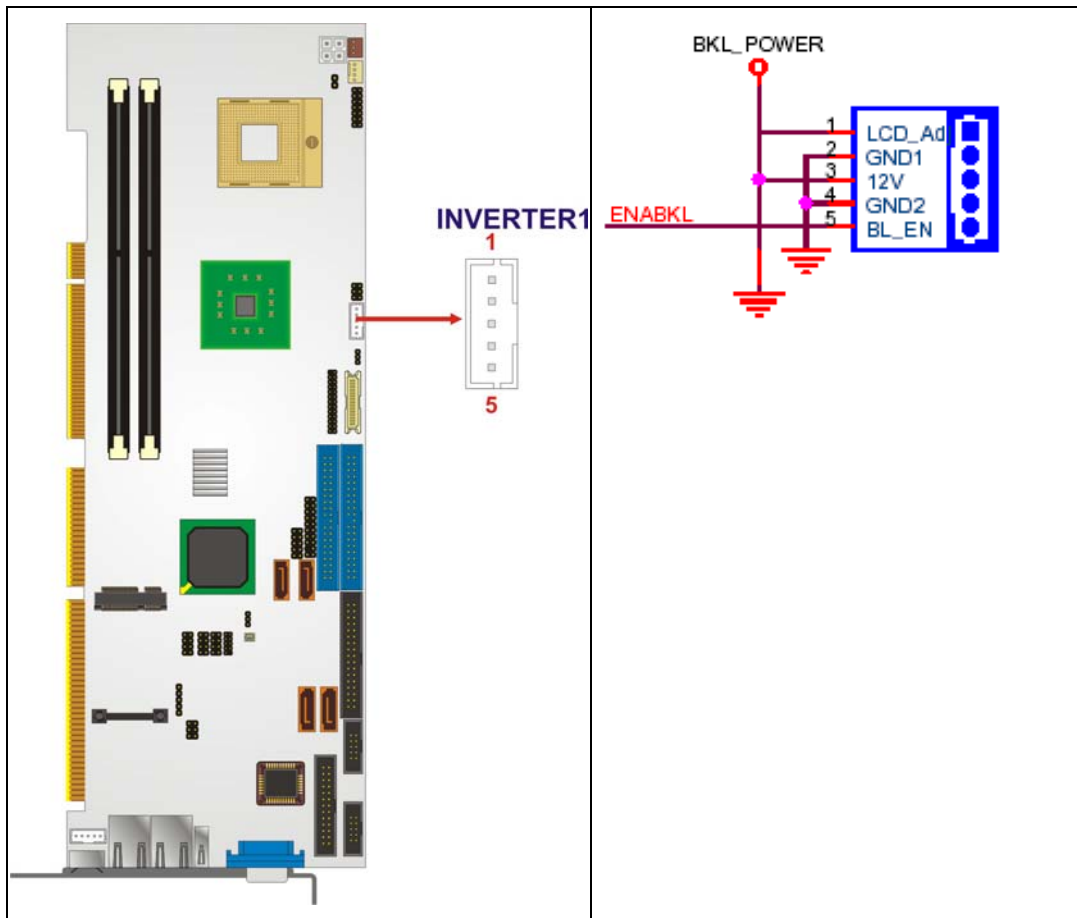 INVERTER1
1
5
BKL_POWER
1 LCD_Ad
2 GND1
3 12V
4 GND2
5 BL_EN
ENABKL